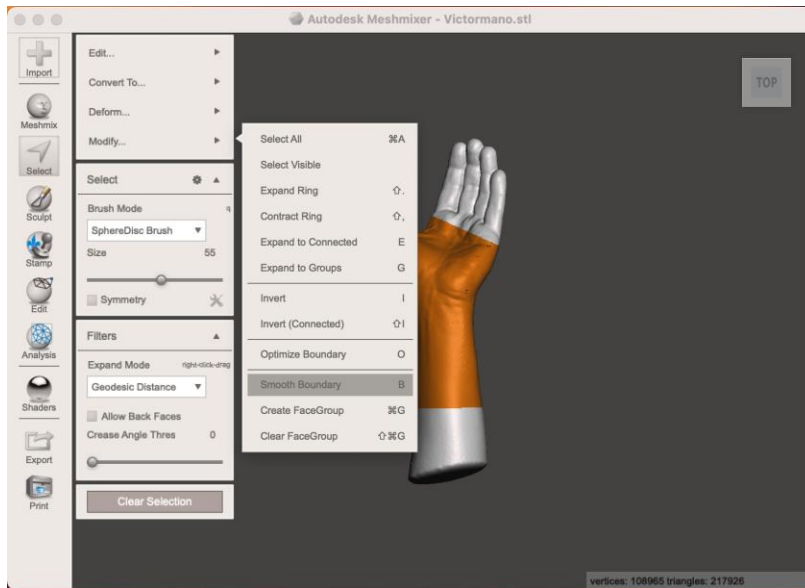 Autodesk Meshmixer - Victormano.stl
Import
Meshmix
Select
Sculpt
Stamp
Edit
Analysis
Shaders
Export
Print
Edit...
Convert To...
Deform...
Modify...
Select
Brush Mode q
SphereDisc Brush
Size 55
Symmetry
Filters
Expand Mode right-click-drag
Geodesic Distance
Allow Back Faces
Crease Angle Thres 0
Clear Selection
Select All ⌘A
Select Visible
Expand Ring ⇧.
Contract Ring ⇧,
Expand to Connected E
Expand to Groups G
Invert I
Invert (Connected) ⇧I
Optimize Boundary O
Smooth Boundary B
Create FaceGroup ⌘G
Clear FaceGroup ⇧⌘G
TOP
vertices: 108965 triangles: 217926